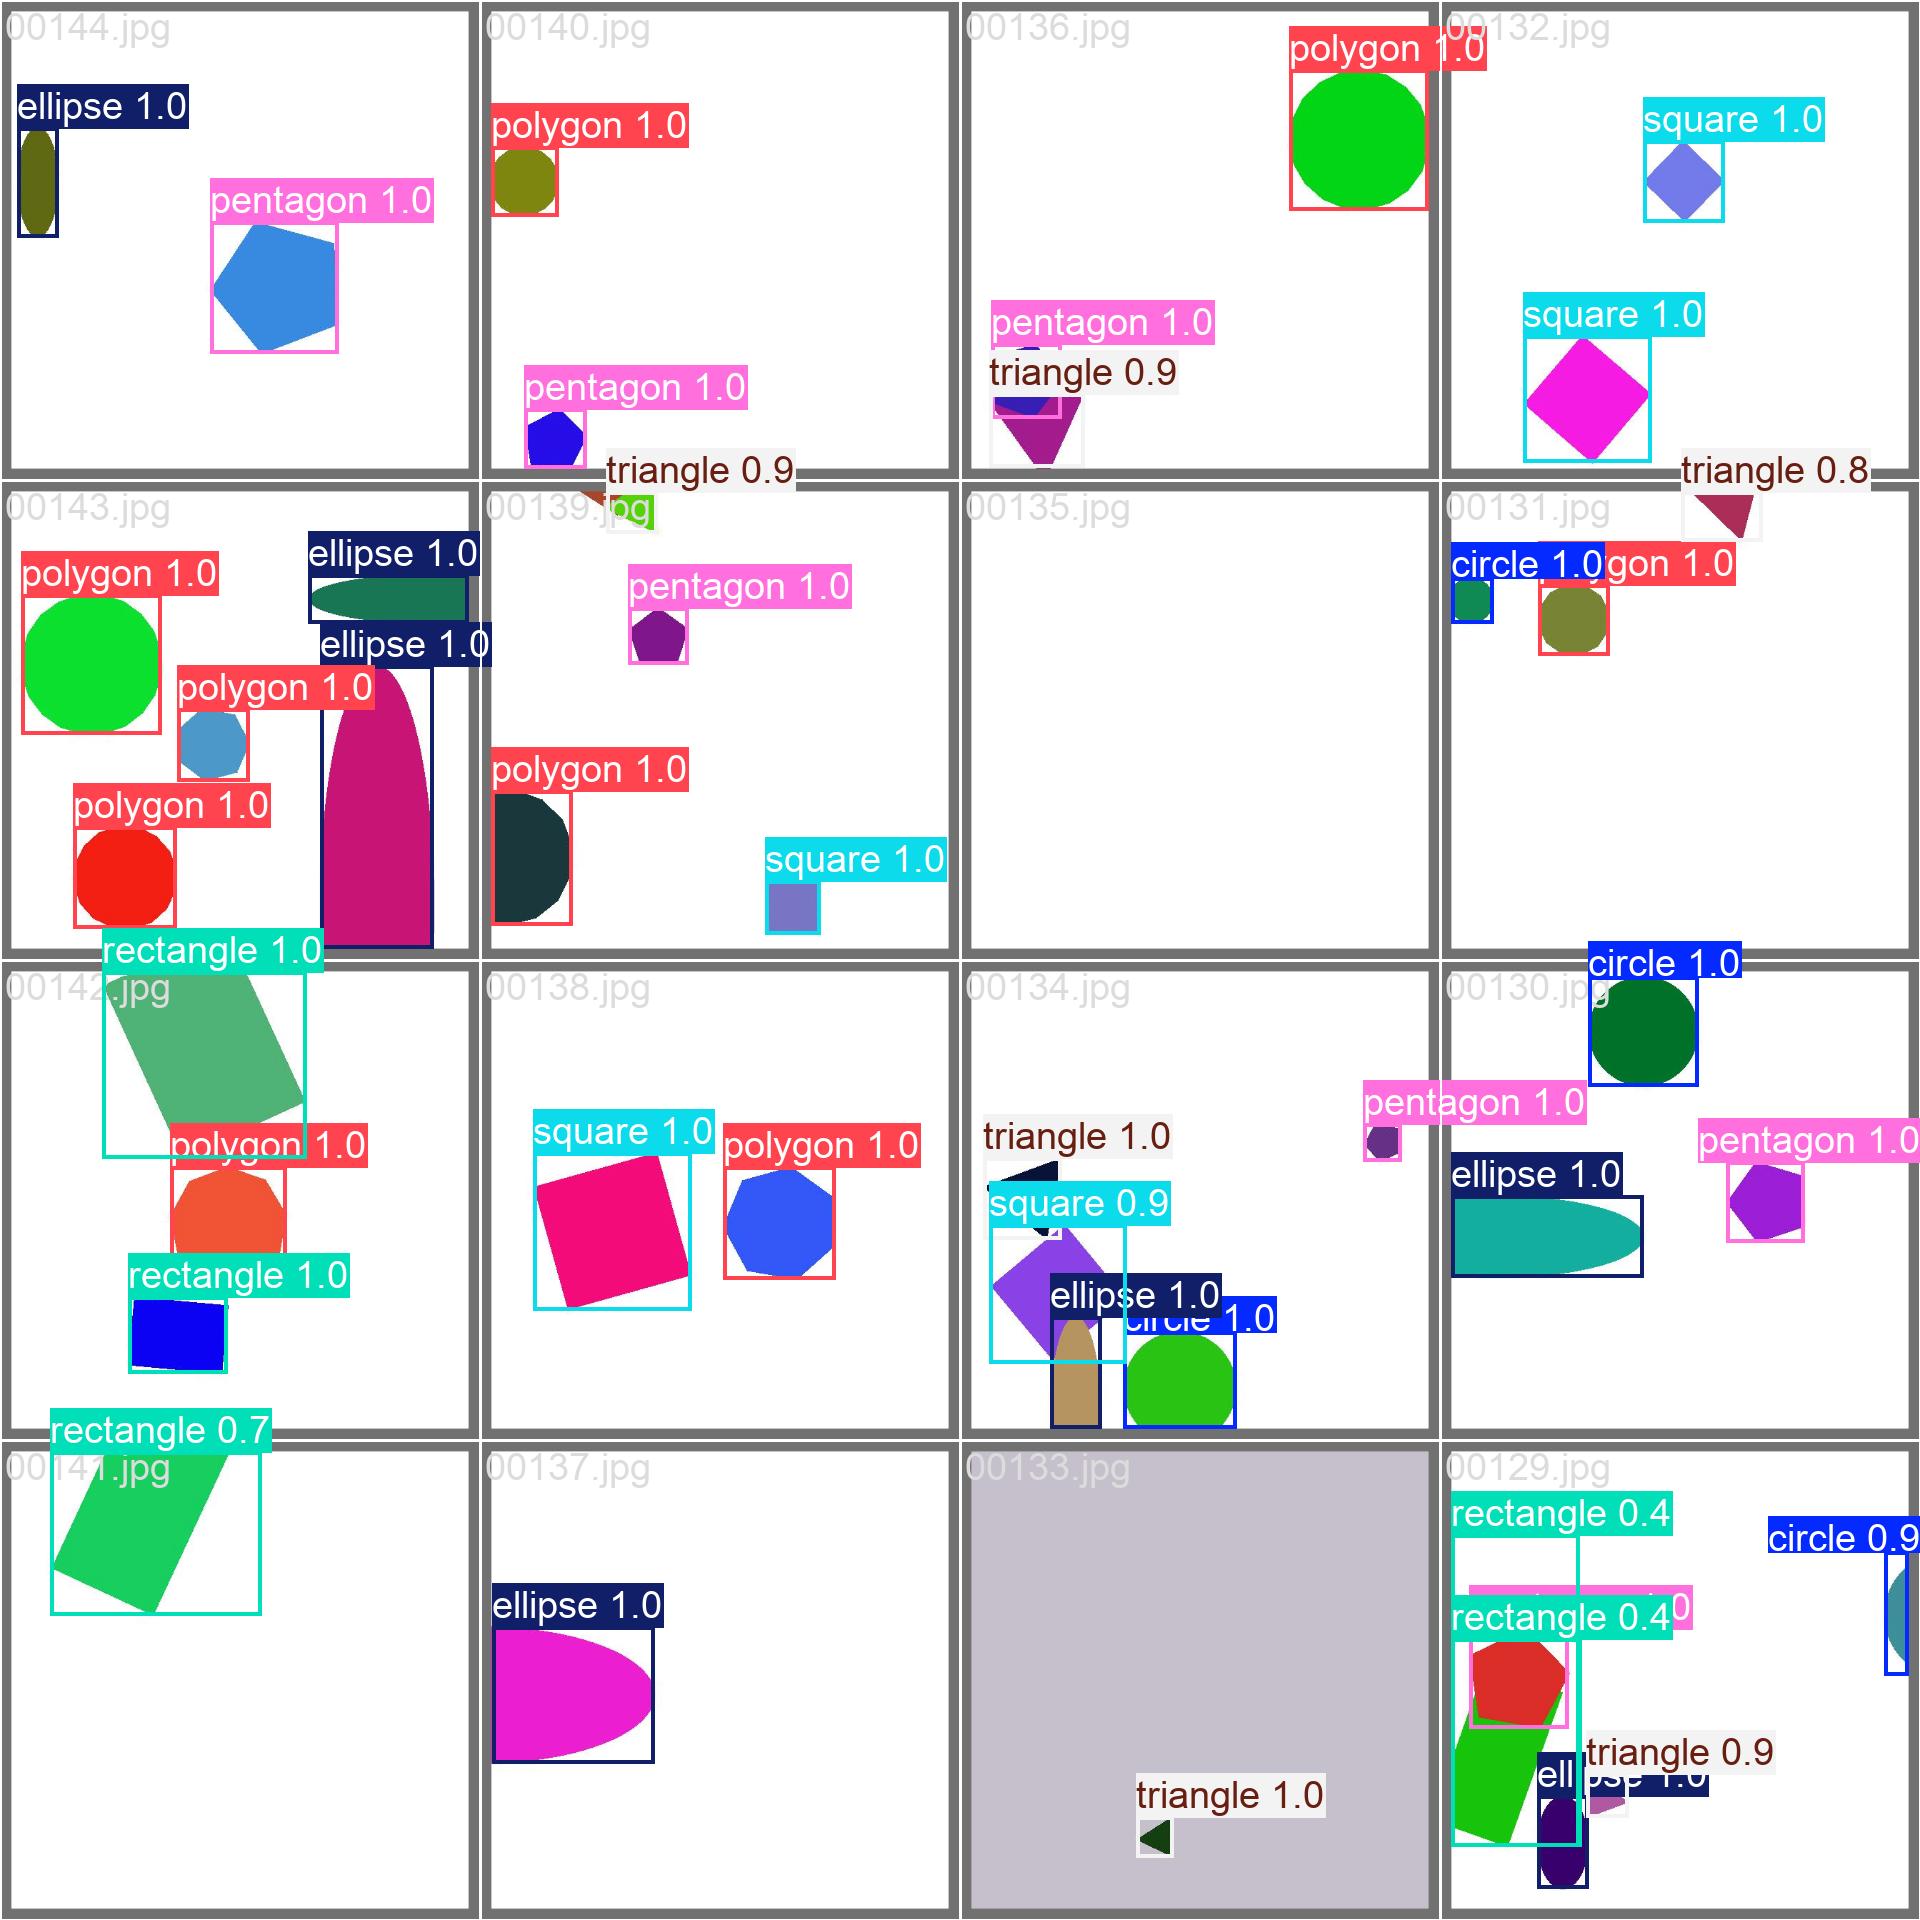 00144.jpg
ellipse 1.0
pentagon 1.0
00140.jpg
polygon 1.0
pentagon 1.0
00136.jpg
polygon 1.0
pentagon 1.0
triangle 0.9
00132.jpg
square 1.0
square 1.0
00143.jpg
polygon 1.0
ellipse 1.0
ellipse 1.0
polygon 1.0
polygon 1.0
triangle 0.9
00139.jpg
pentagon 1.0
polygon 1.0
square 1.0
00135.jpg
triangle 0.8
00131.jpg
circle 1.0
polygon 1.0
rectangle 1.0
00142.jpg
polygon 1.0
rectangle 1.0
00138.jpg
square 1.0
polygon 1.0
00134.jpg
pentagon 1.0
triangle 1.0
square 0.9
ellipse 1.0
circle 1.0
circle 1.0
00130.jpg
pentagon 1.0
ellipse 1.0
rectangle 0.7
00141.jpg
00137.jpg
ellipse 1.0
00133.jpg
triangle 1.0
00129.jpg
rectangle 0.4
circle 0.9
rectangle 0.4
triangle 0.9
ellipse 1.0